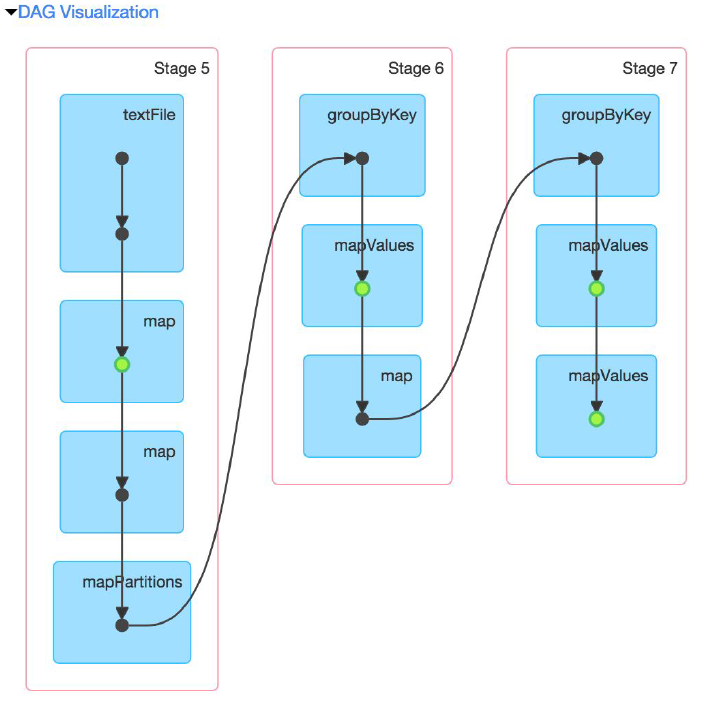 DAG Visualization
Stage 5
textFile
map
map
mapPartitions
Stage 6
groupByKey
mapValues
map
Stage 7
groupByKey
mapValues
mapValues